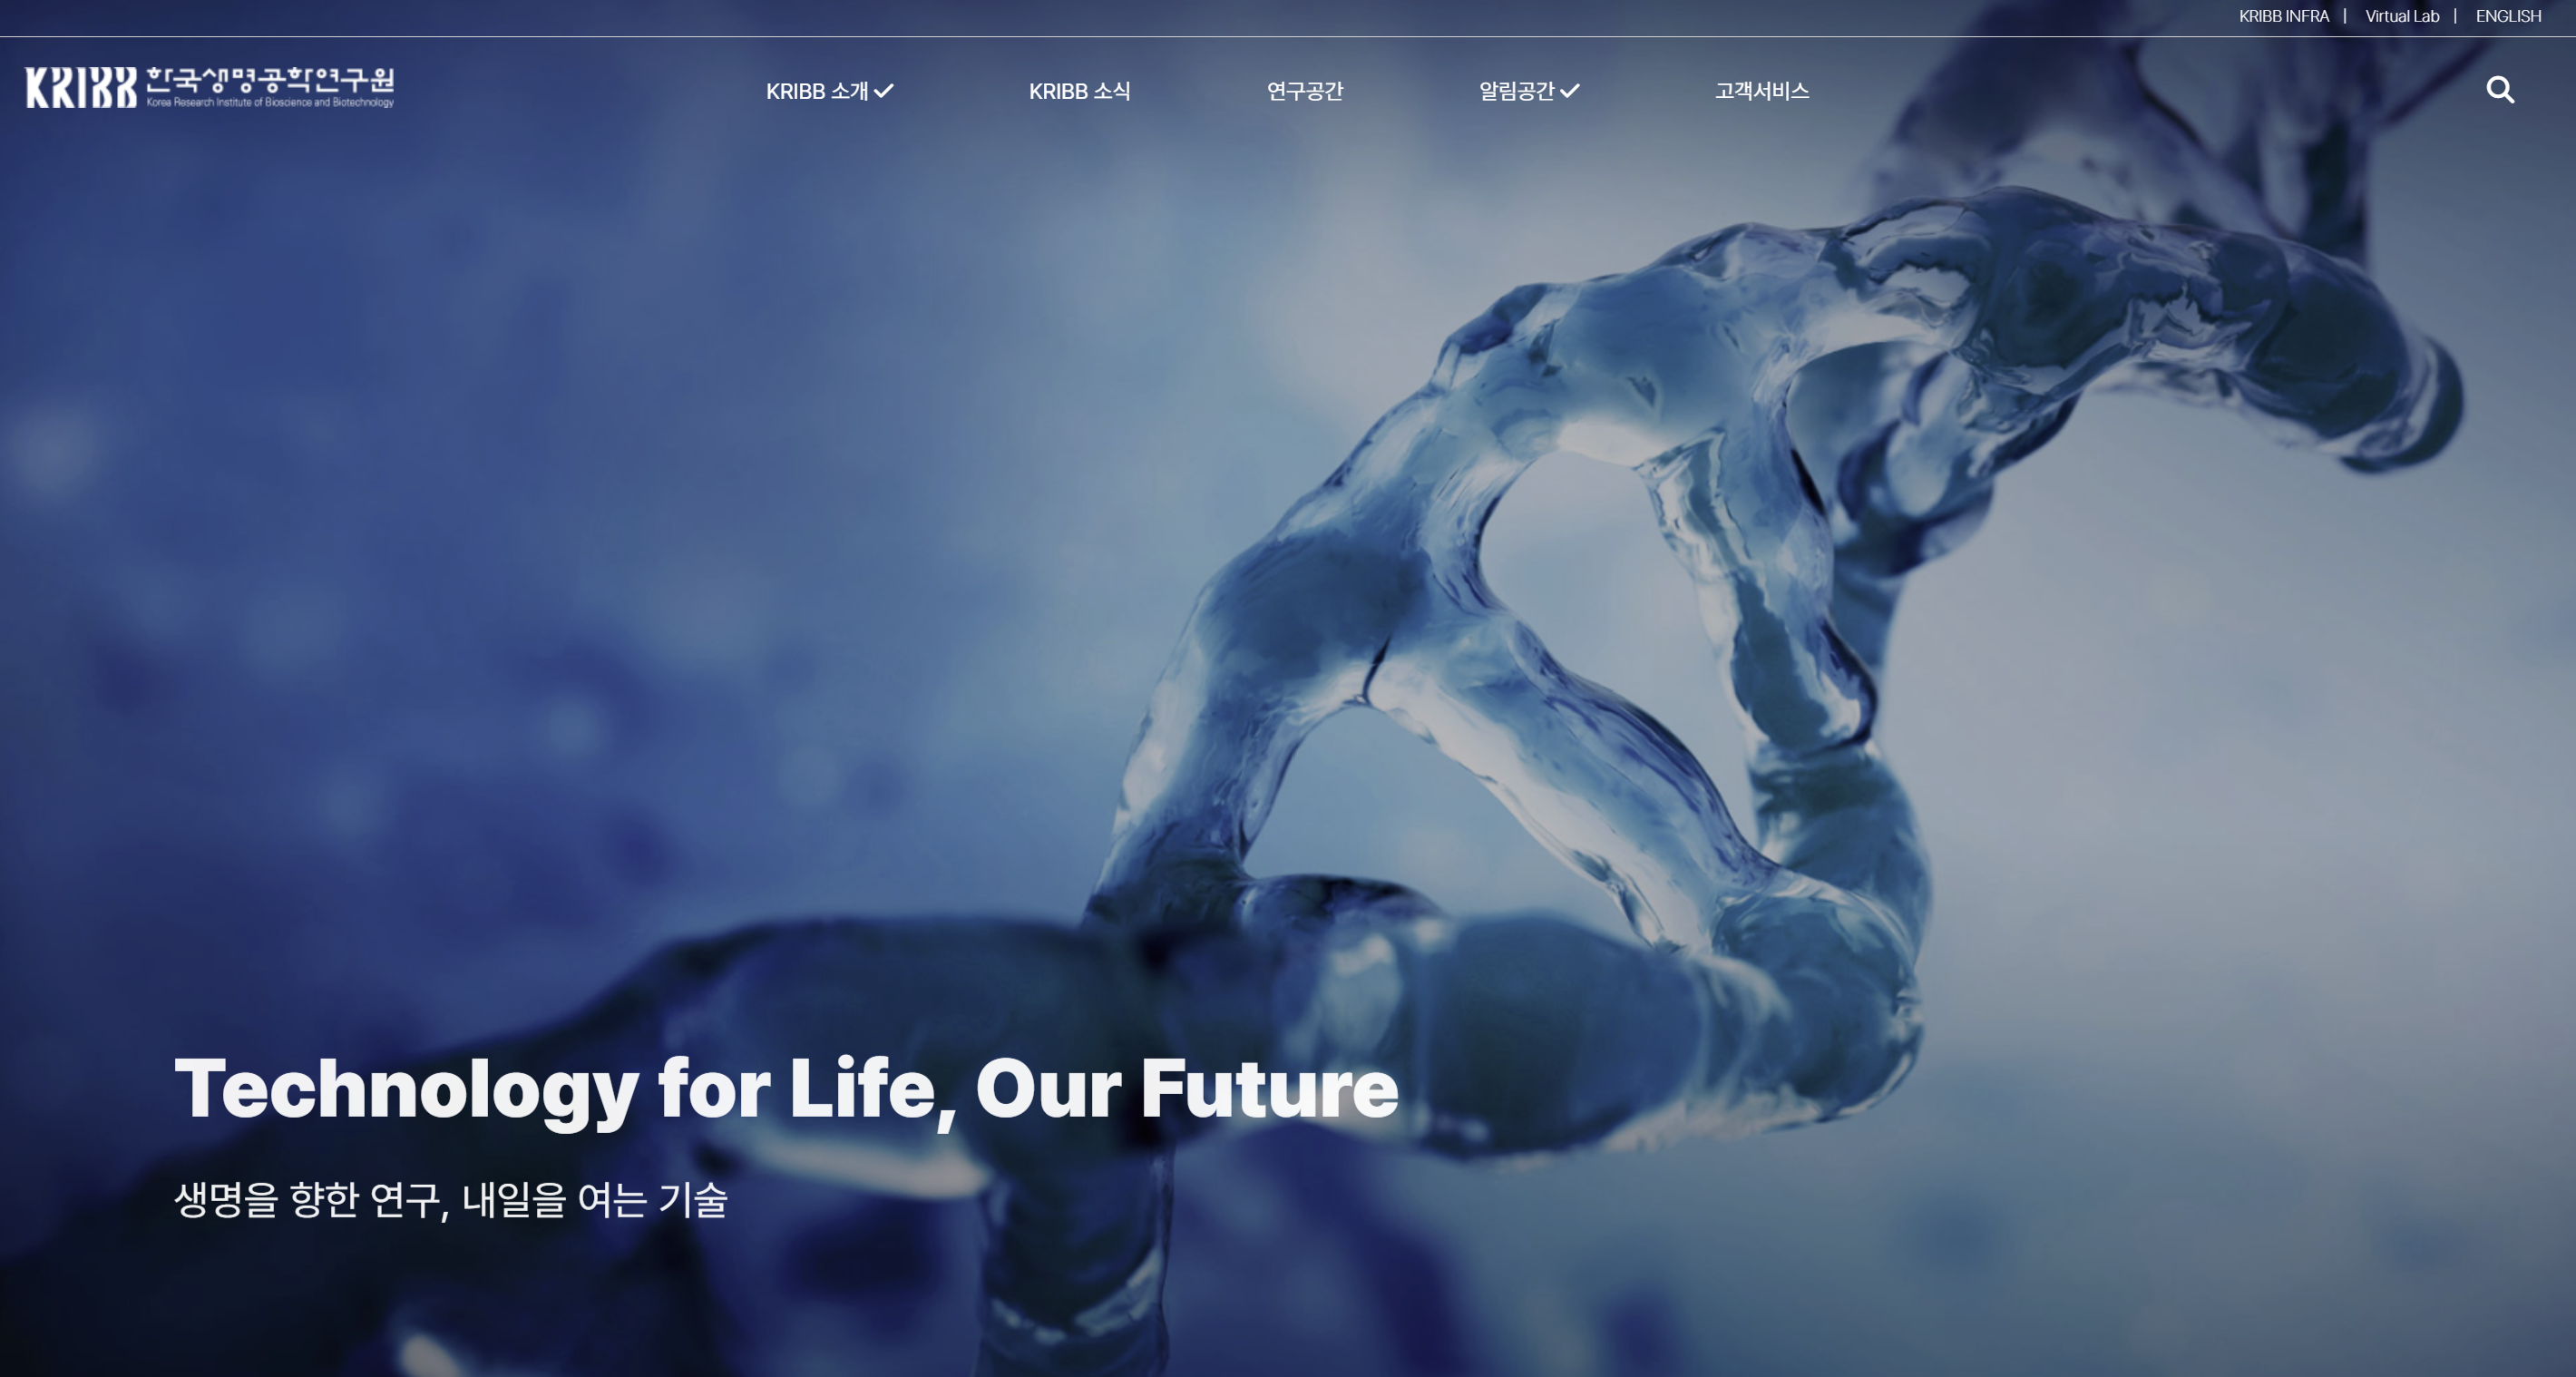 KRIBB INFRA | Virtual Lab | ENGLISH
KRIBB 한국생명공학연구원
Korea Research Institute of Bioscience and Biotechnology
KRIBB 소개 KRIBB 소식 연구공간 알림공간 고객서비스
Technology for Life, Our Future
생명을 향한 연구, 내일을 여는 기술